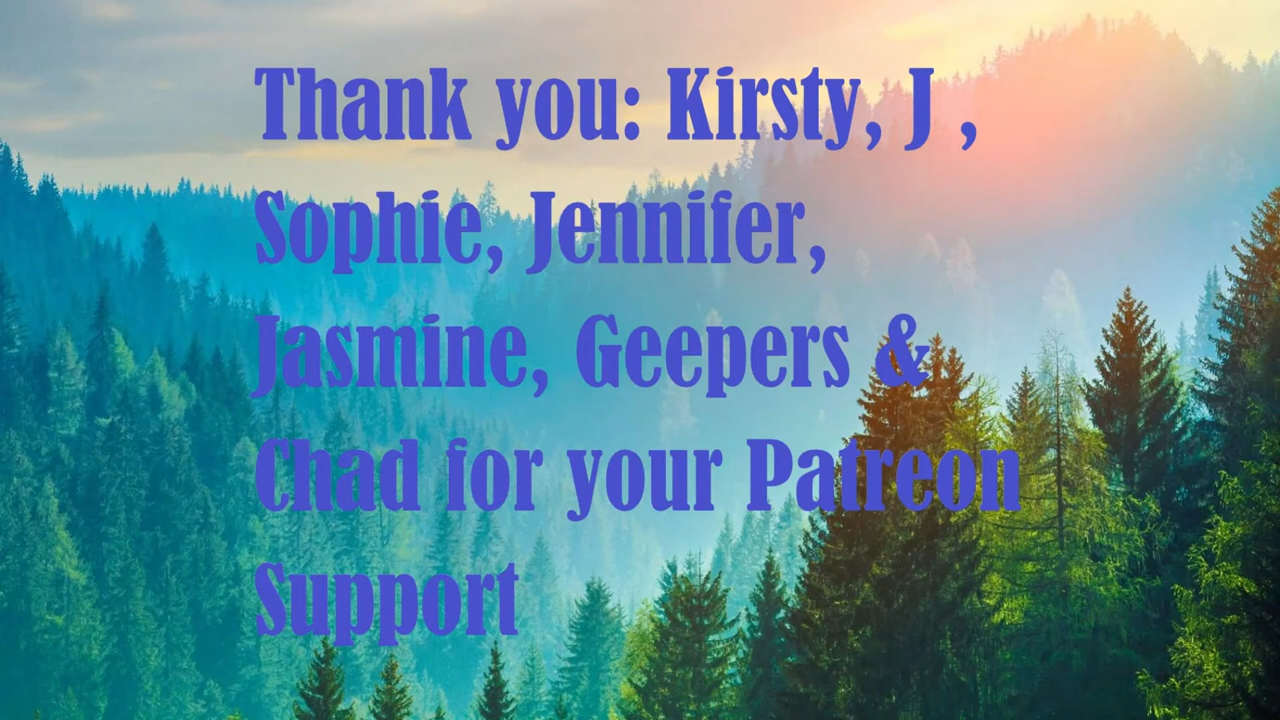 Thank you: Kirsty, J ,
Sophie, Jennifer,
Jasmine, Geepers &
Chad for your Patreon
Support